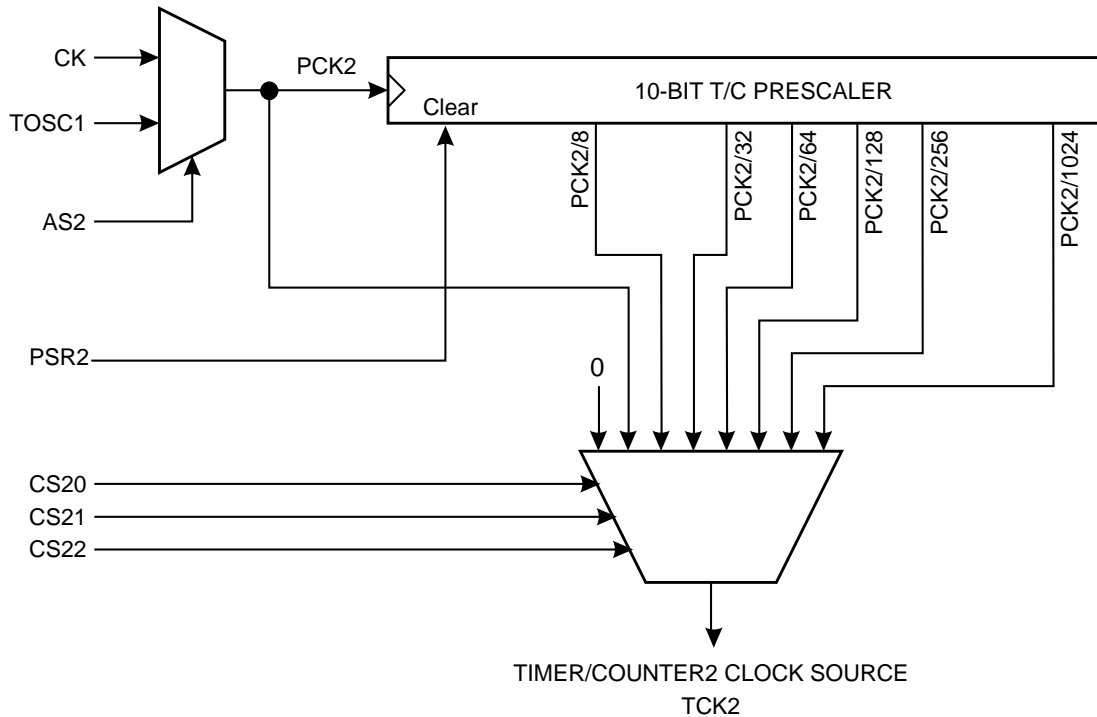 CK
PCK2
10-BIT T/C PRESCALER
Clear
TOSC1
PCK2/8
PCK2/32
PCK2/64
PCK2/128
PCK2/256
PCK2/1024
AS2
PSR2
0
CS20
CS21
CS22
TIMER/COUNTER2 CLOCK SOURCE
TCK2